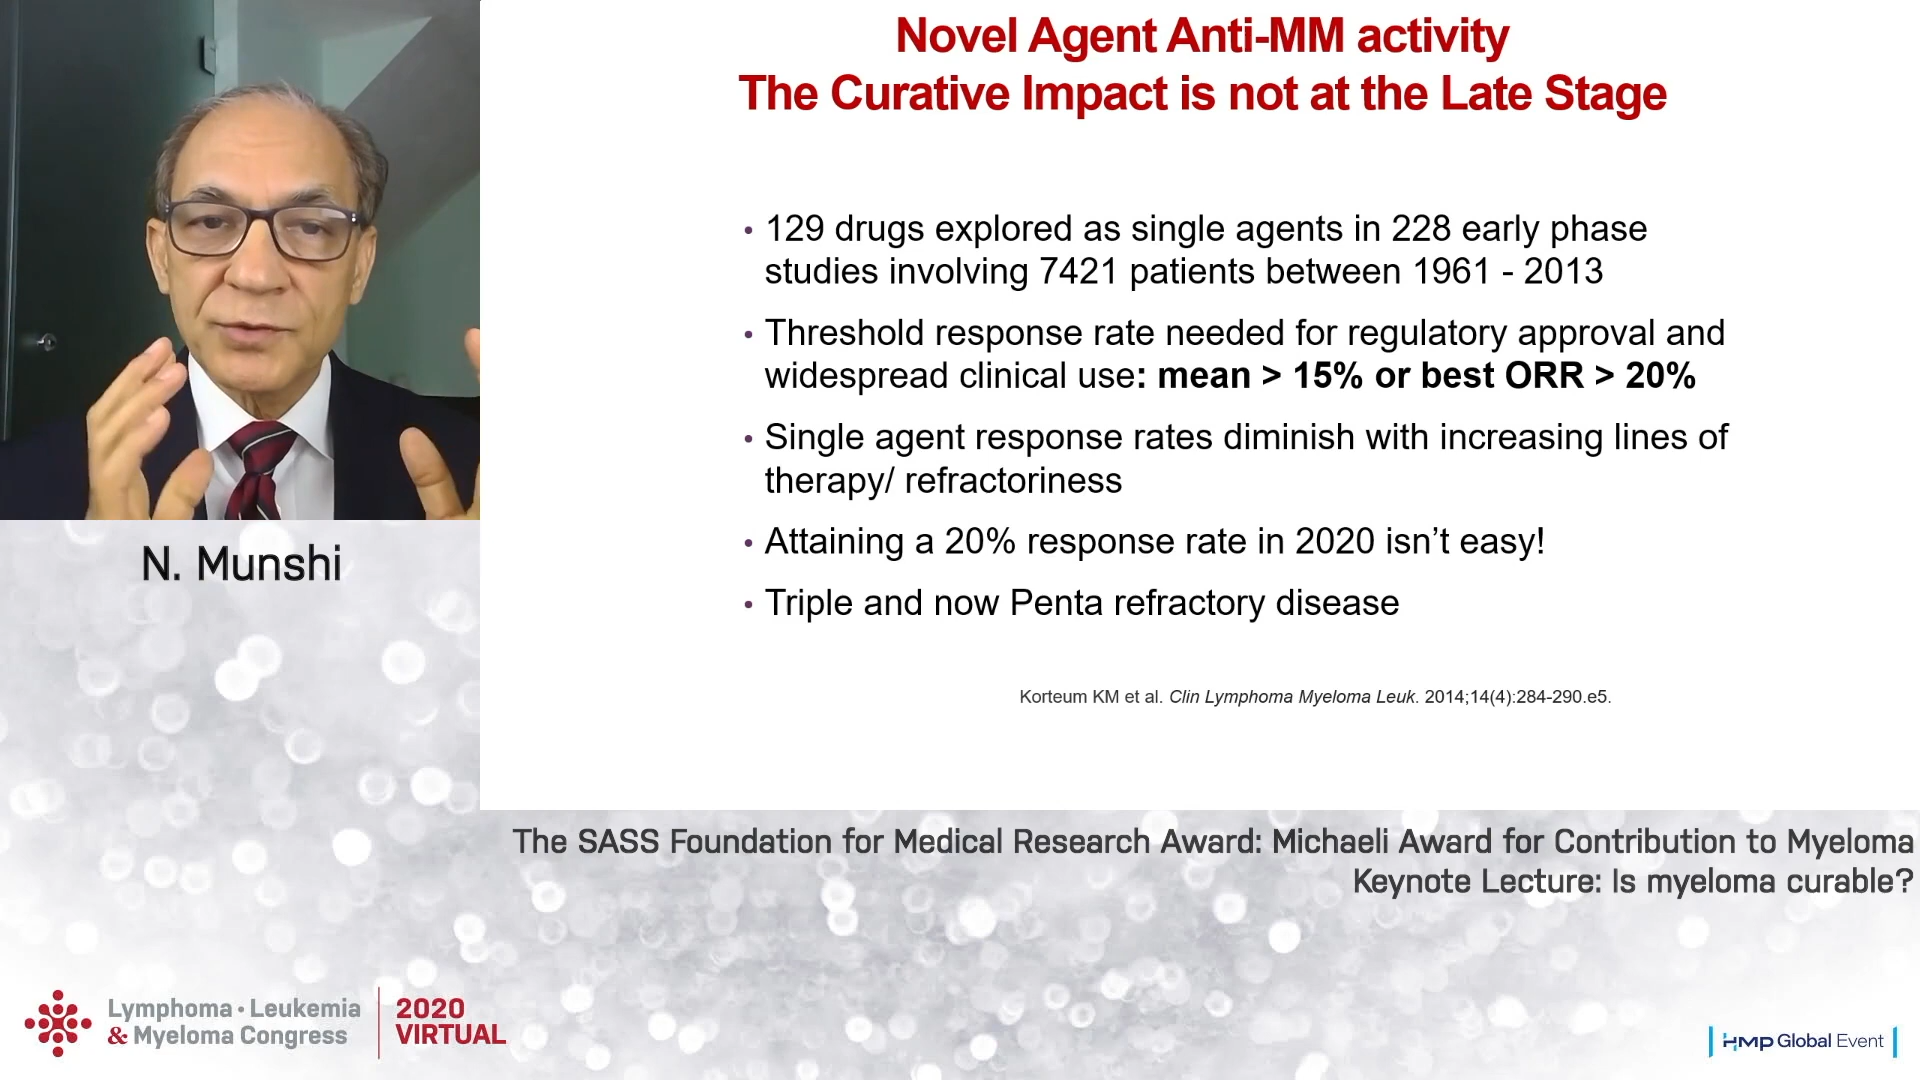 Novel Agent Anti-MM activity
The Curative Impact is not at the Late Stage
• 129 drugs explored as single agents in 228 early phase
studies involving 7421 patients between 1961 - 2013
• Threshold response rate needed for regulatory approval and
widespread clinical use: mean > 15% or best ORR > 20%
• Single agent response rates diminish with increasing lines of
therapy/ refractoriness
• Attaining a 20% response rate in 2020 isn’t easy!
• Triple and now Penta refractory disease
Korteum KM et al. Clin Lymphoma Myeloma Leuk. 2014;14(4):284-290.e5.
N. Munshi
The SASS Foundation for Medical Research Award: Michaeli Award for Contribution to Myeloma
Keynote Lecture: Is myeloma curable?
Lymphoma • Leukemia
& Myeloma Congress
2020
VIRTUAL
HMP Global Event